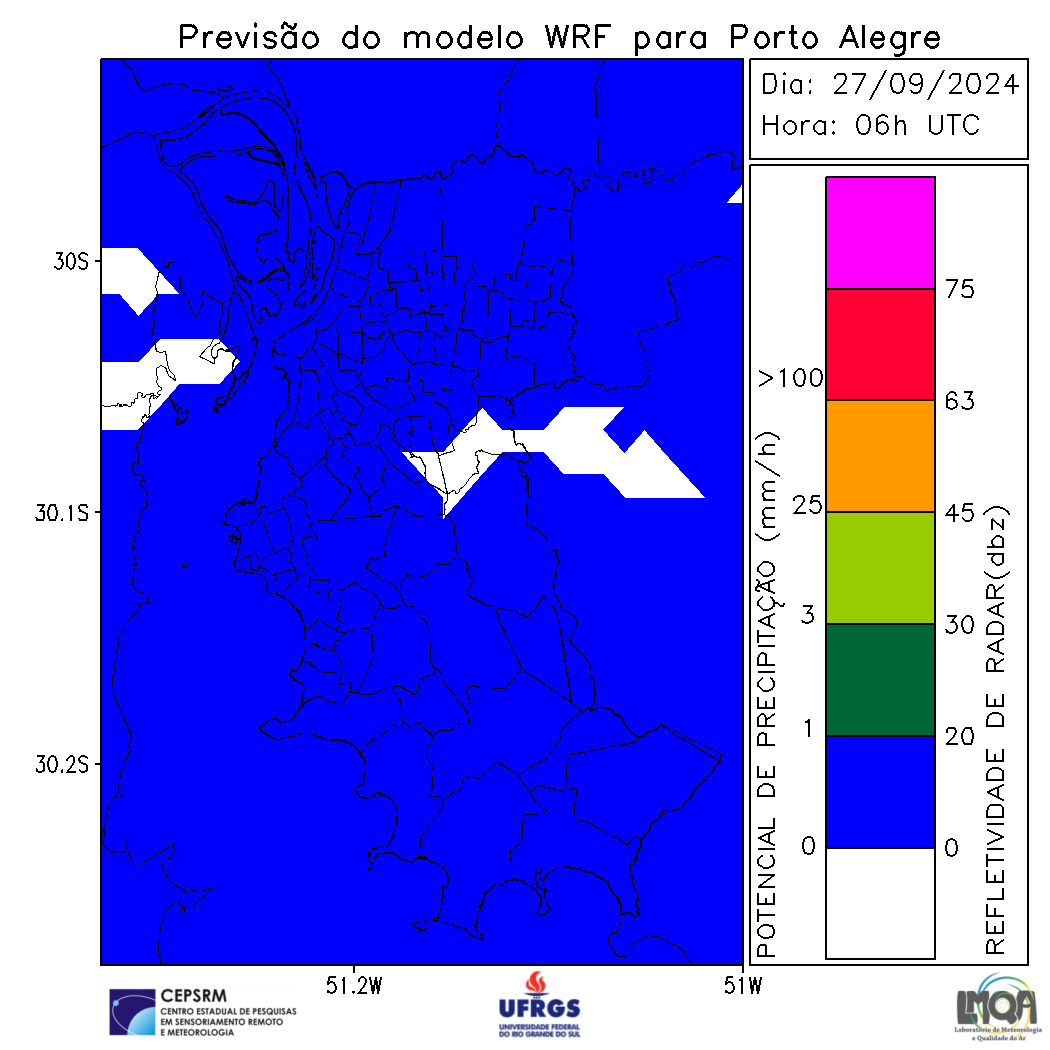 Previsão do modelo WRF para Porto Alegre
Dia: 27/09/2024
Hora: 06h UTC
30S
30.1S
30.2S
51.2W
51W
POTENCIAL DE PRECIPITAÇÃO (mm/h)
>100
25
3
1
0
75
63
45
30
20
0
REFLETIVIDADE DE RADAR(dbz)
CEPSRM
CENTRO ESTADUAL DE PESQUISAS
EM SENSORIAMENTO REMOTO
E METEOROLOGIA
UFRGS
UNIVERSIDADE FEDERAL
DO RIO GRANDE DO SUL
LMQA
Laboratório de Meteorologia
e Qualidade do Ar